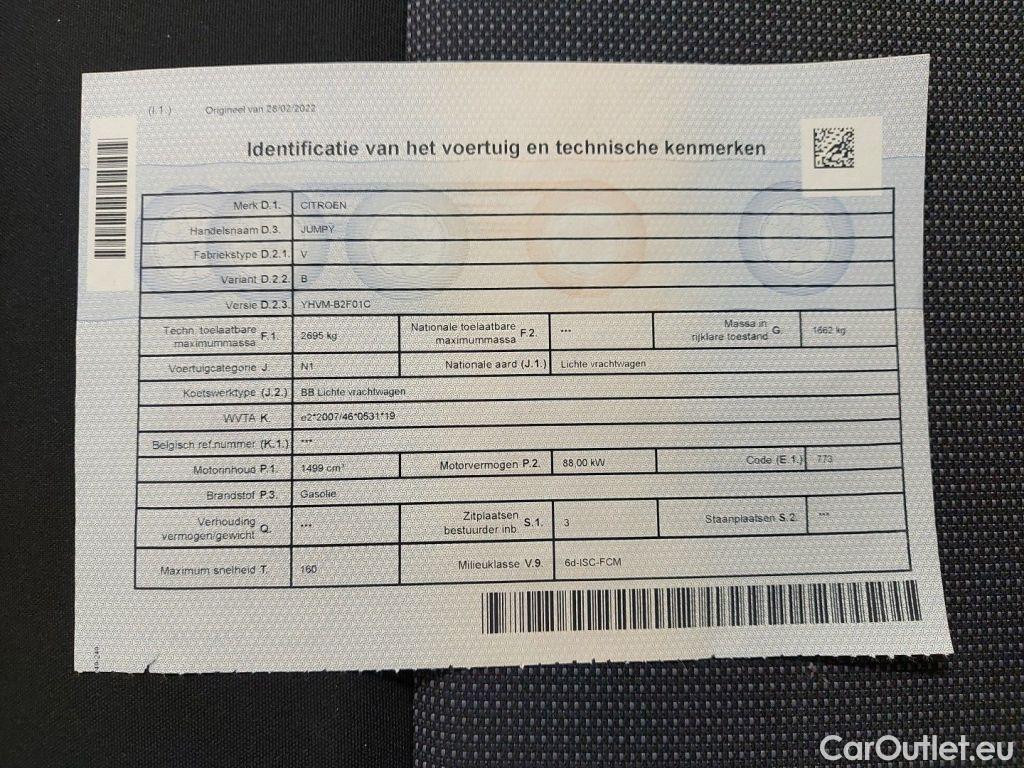 (I.1.) Origineel van 28/02/2022
Identificatie van het voertuig en technische kenmerken
Merk D.1. CITROEN
Handelsnaam D.3. JUMPY
Fabriekstype D.2.1. V
Variant D.2.2. B
Versie D.2.3. YHVM-B2F01C
Techn. toelaatbare maximummassa F.1. 2695 kg Nationale toelaatbare maximummassa F.2. *** Massa in rijklare toestand G. 1662 kg
Voertuigcategorie J. N1 Nationale aard (J.1.) Lichte vrachtwagen
Koetswerktype (J.2.) BB Lichte vrachtwagen
WVTA K. e2*2007/46*0531*19
Belgisch ref.nummer (K.1.) ***
Motorinhoud P.1. 1499 cm³ Motorvermogen P.2. 88,00 kW Code (E.1.) 773
Brandstof P.3. Gasolie
Verhouding vermogen/gewicht Q. *** Zitplaatsen bestuurder inb. S.1. 3 Staanplaatsen S.2. ***
Maximum snelheid T. 160 Milieuklasse V.9. 6d-ISC-FCM
CarOutlet.eu